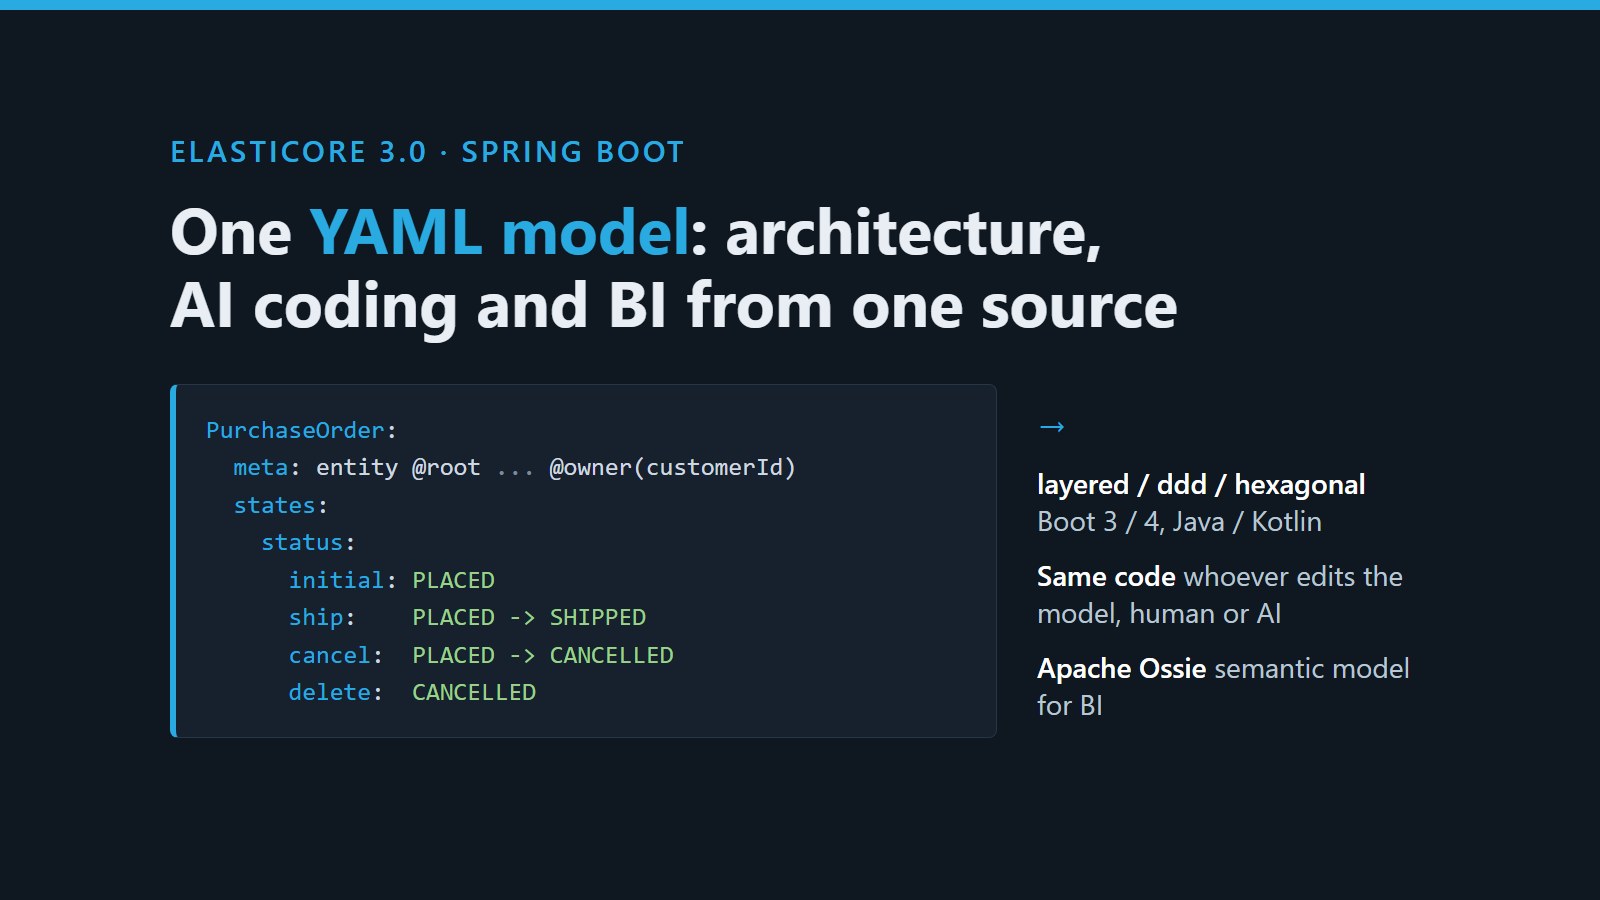 ELASTICORE 3.0 · SPRING BOOT
One YAML model: architecture,
AI coding and BI from one source
PurchaseOrder:
  meta: entity @root ... @owner(customerId)
  states:
    status:
      initial: PLACED
      ship:    PLACED -> SHIPPED
      cancel:  PLACED -> CANCELLED
      delete:  CANCELLED
→
layered / ddd / hexagonal
Boot 3 / 4, Java / Kotlin
Same code whoever edits the
model, human or AI
Apache Ossie semantic model
for BI